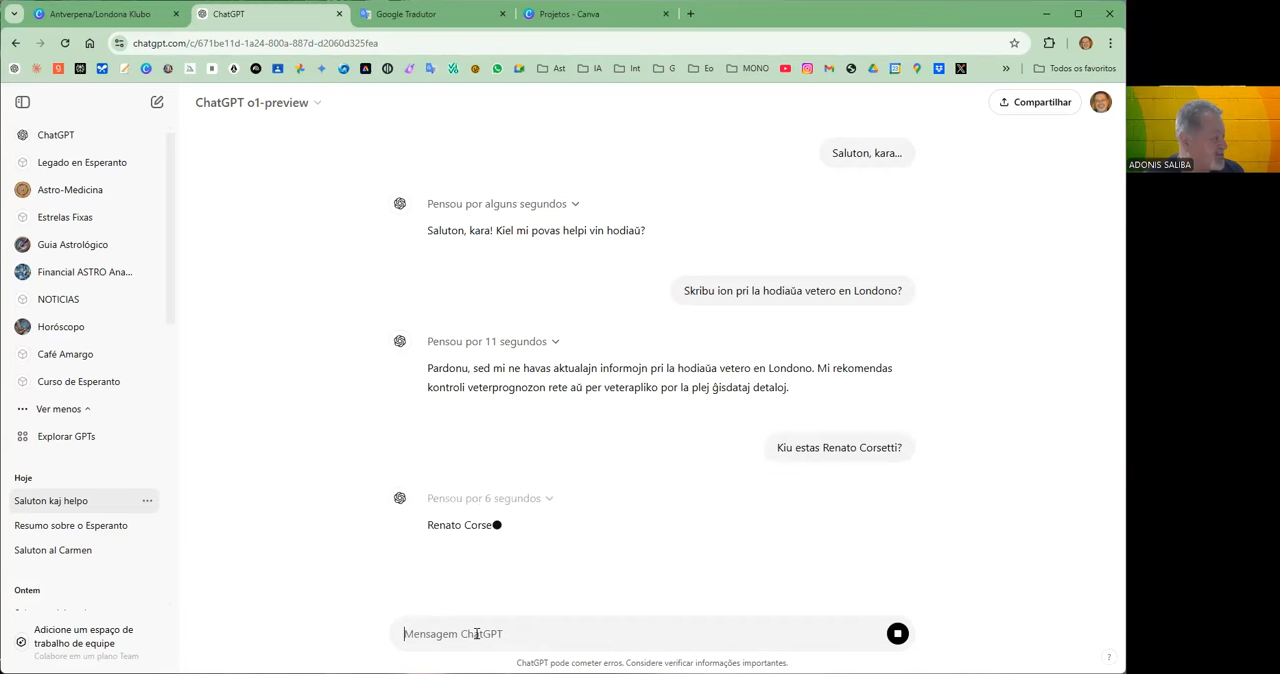 Antverpena/Londona Klubo
ChatGPT
Google Tradutor
Projetos - Canva
chatgpt.com/c/671be11d-1a24-800a-887d-d2060d325fea
Ast
IA
Int
G
Eo
MONO
Todos os favoritos
ChatGPT o1-preview
Compartilhar
ChatGPT
Legado en Esperanto
Astro-Medicina
Estrelas Fixas
Guia Astrológico
Financial ASTRO Ana...
NOTICIAS
Horóscopo
Café Amargo
Curso de Esperanto
Ver menos
Explorar GPTs
Hoje
Saluton kaj helpo
Resumo sobre o Esperanto
Saluton al Carmen
Ontem
Adicione um espaço de
trabalho de equipe
Colabore em um plano Team
Saluton, kara...
Pensou por alguns segundos
Saluton, kara! Kiel mi povas helpi vin hodiaŭ?
Skribu ion pri la hodiaŭa vetero en Londono?
Pensou por 11 segundos
Pardonu, sed mi ne havas aktualajn informojn pri la hodiaŭa vetero en Londono. Mi rekomendas
kontroli veterprognozon rete aŭ per veterapliko por la plej ĝisdataj detaloj.
Kiu estas Renato Corsetti?
Pensou por 6 segundos
Renato Corse
Mensagem ChatGPT
ChatGPT pode cometer erros. Considere verificar informações importantes.
?
ADONIS SALIBA